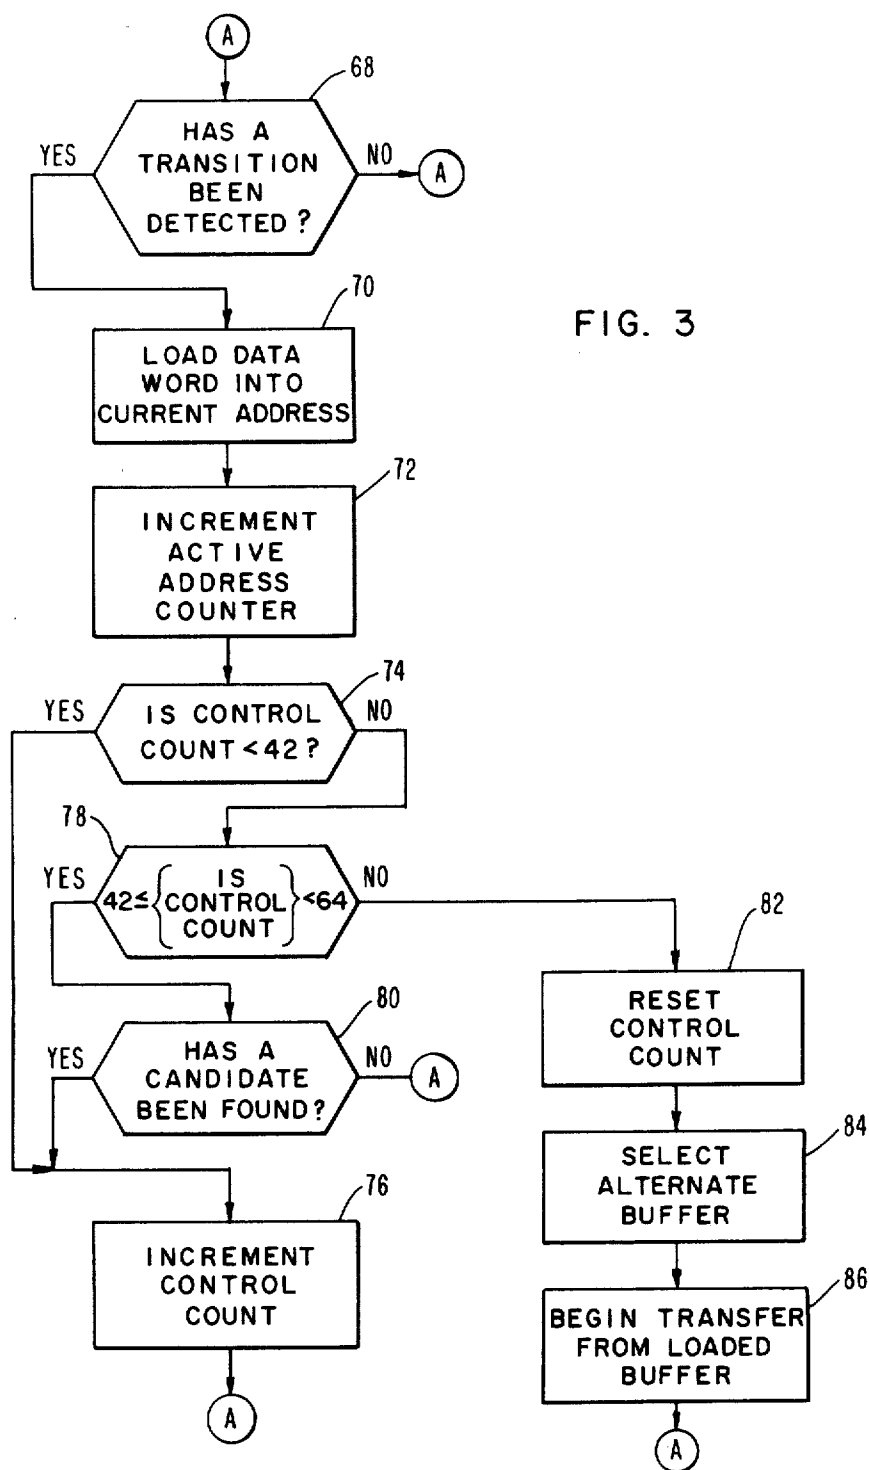 A
68
HAS A
TRANSITION
BEEN
DETECTED?
YES
NO
A
70
LOAD DATA
WORD INTO
CURRENT ADDRESS
FIG. 3
72
INCREMENT
ACTIVE
ADDRESS
COUNTER
74
YES
IS CONTROL
COUNT <42?
NO
78
YES
42≤ { IS
CONTROL
COUNT } <64
NO
80
YES
HAS A
CANDIDATE
BEEN FOUND?
NO
A
76
INCREMENT
CONTROL
COUNT
A
82
RESET
CONTROL
COUNT
84
SELECT
ALTERNATE
BUFFER
86
BEGIN TRANSFER
FROM LOADED
BUFFER
A